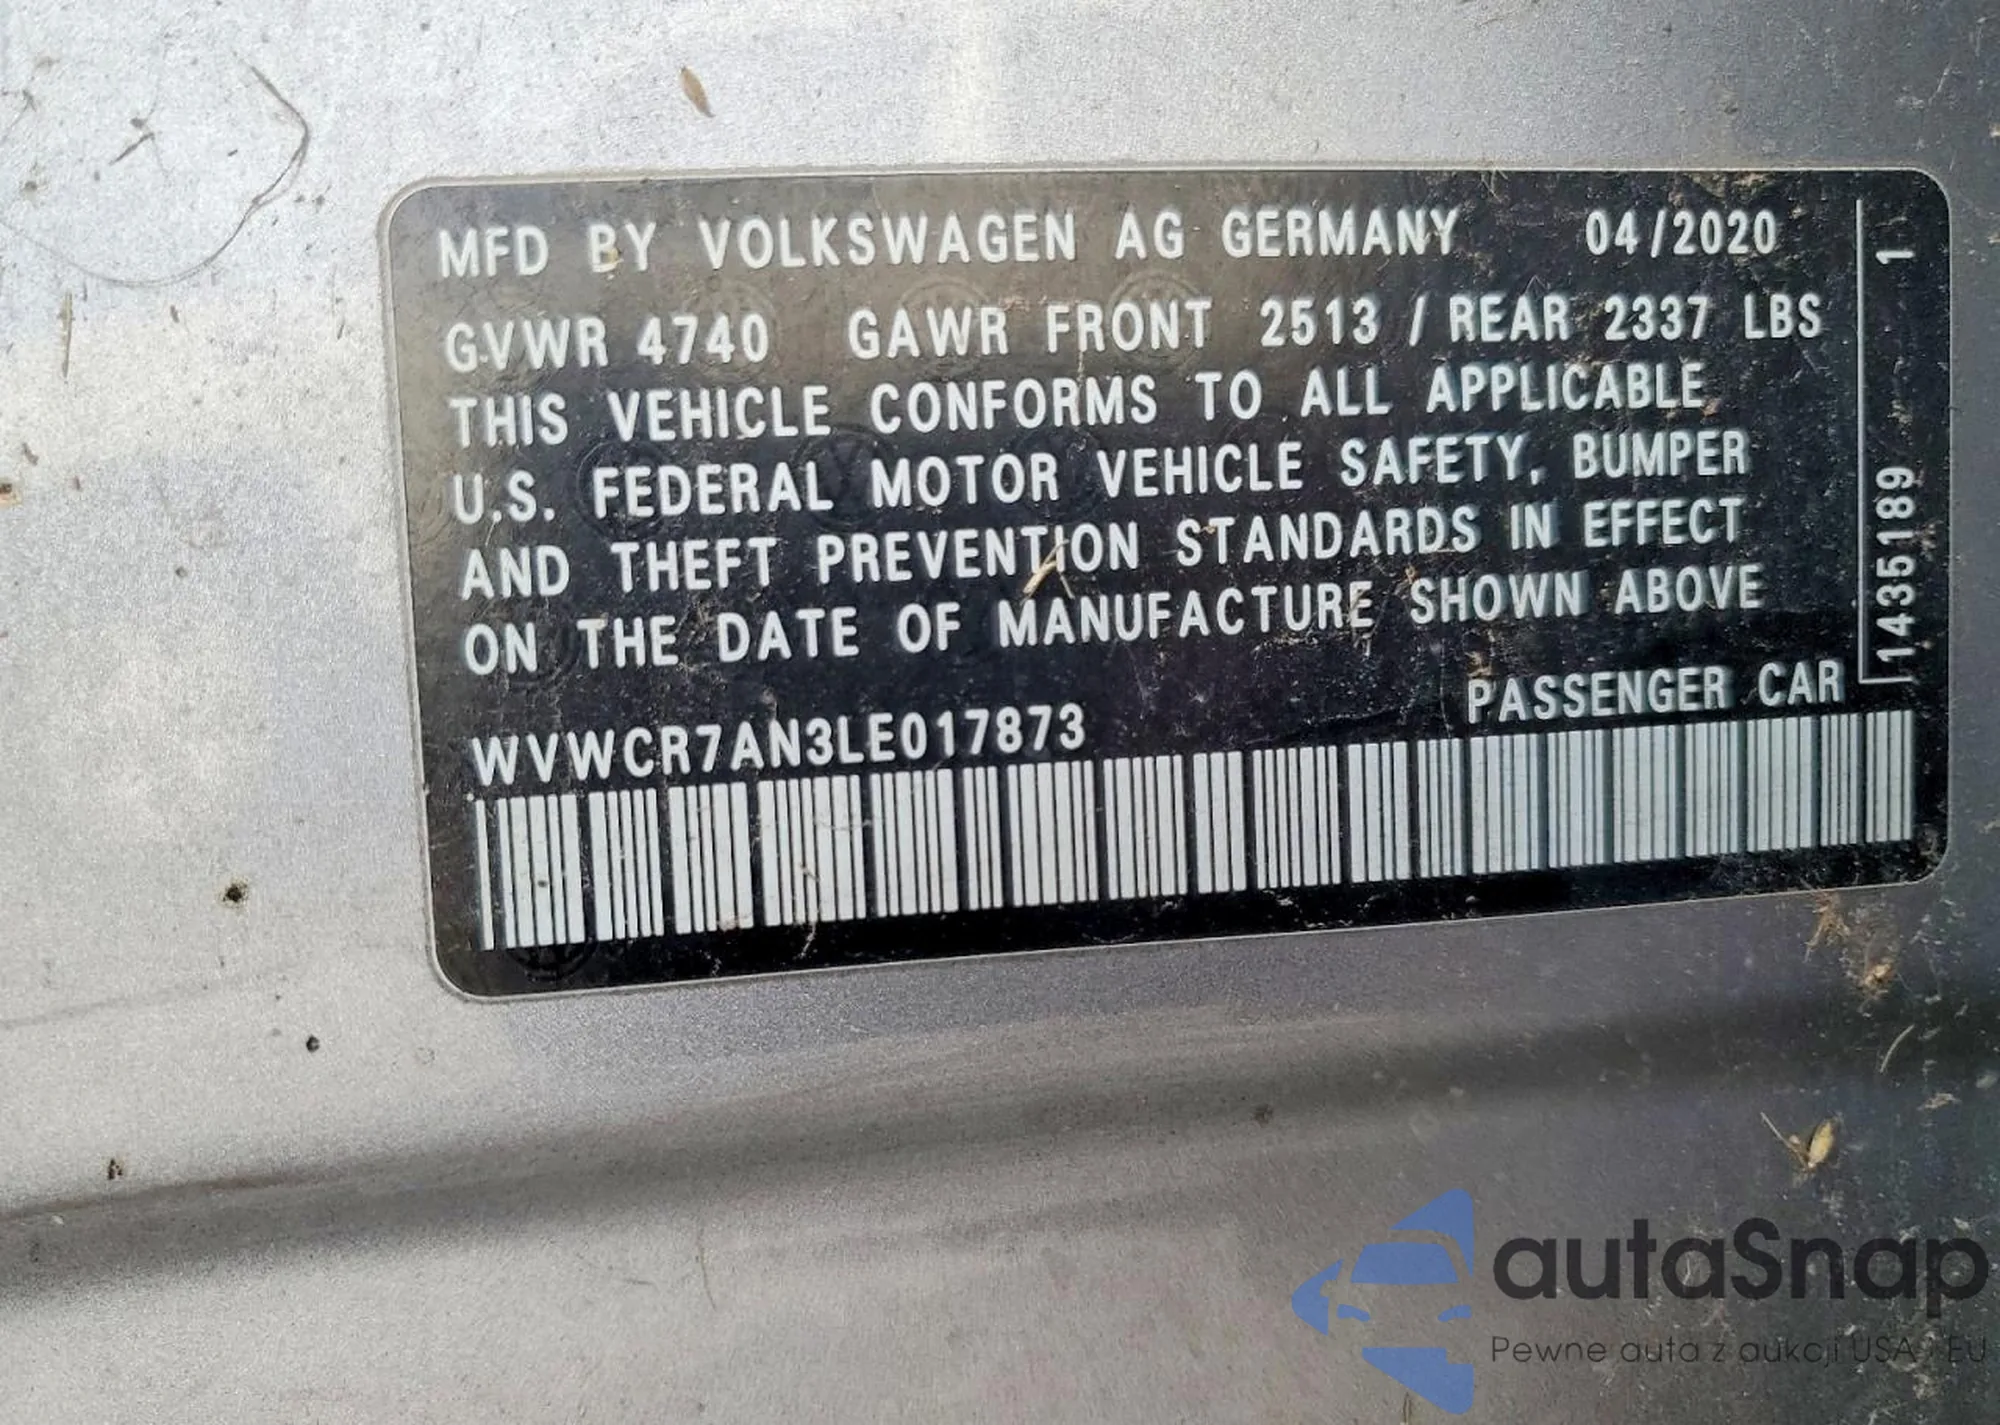 MFD BY VOLKSWAGEN AG GERMANY 04/2020
GVWR 4740 GAWR FRONT 2513 / REAR 2337 LBS
THIS VEHICLE CONFORMS TO ALL APPLICABLE
U.S. FEDERAL MOTOR VEHICLE SAFETY, BUMPER
AND THEFT PREVENTION STANDARDS IN EFFECT
ON THE DATE OF MANUFACTURE SHOWN ABOVE
PASSENGER CAR
WVWCR7AN3LE017873
1435189 1
autaSnap
Pewne auta z aukcji USA i EU